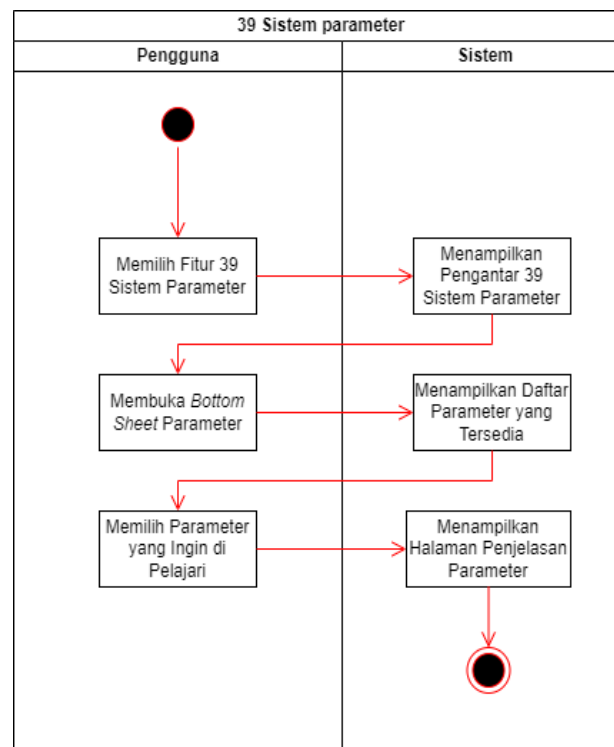 39 Sistem parameter
Pengguna
Sistem
Memilih Fitur 39
Sistem Parameter
Menampilkan
Pengantar 39
Sistem Parameter
Membuka Bottom
Sheet Parameter
Menampilkan Daftar
Parameter yang
Tersedia
Memilih Parameter
yang Ingin di
Pelajari
Menampilkan
Halaman Penjelasan
Parameter